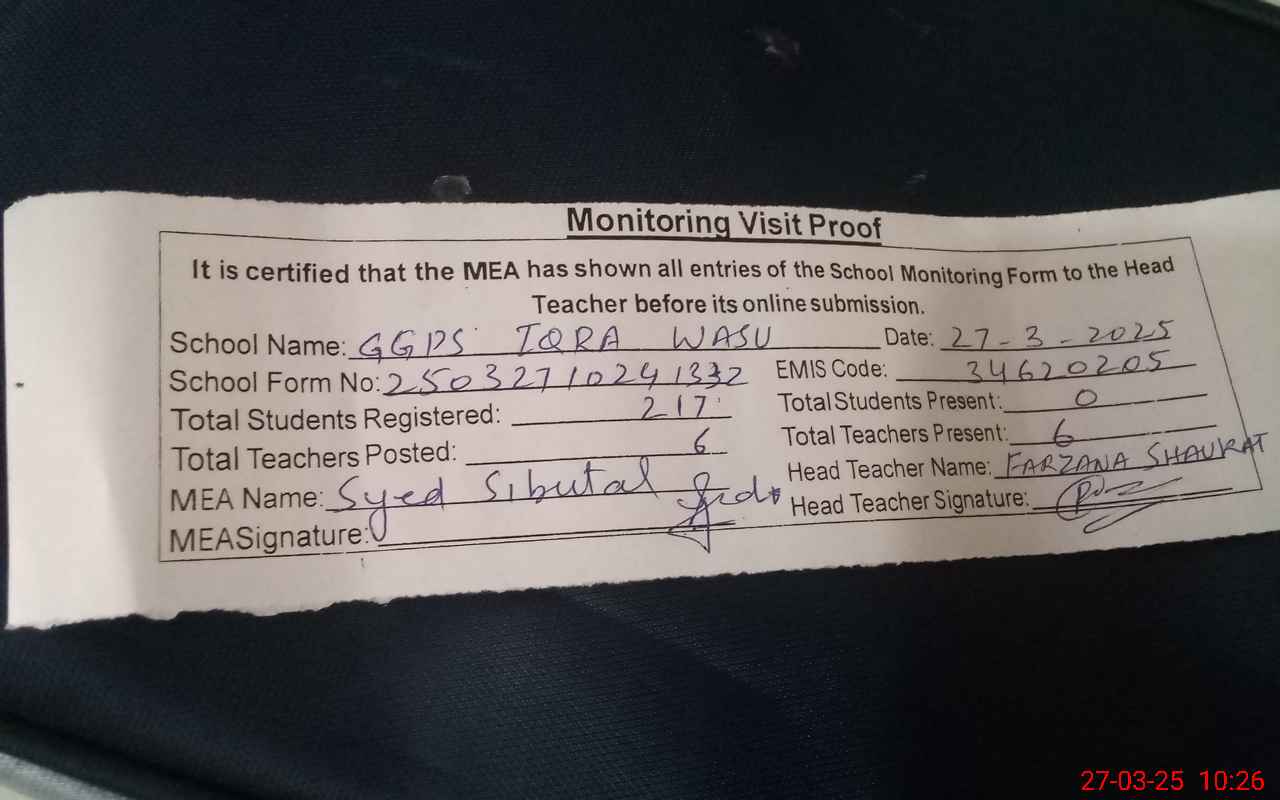 Monitoring Visit Proof
It is certified that the MEA has shown all entries of the School Monitoring Form to the Head
Teacher before its online submission.
School Name: GGPS IQRA WASU Date: 27-3-2025
School Form No: 25032710241332 EMIS Code: 34620205
Total Students Registered: 217 Total Students Present: 0
Total Teachers Posted: 6 Total Teachers Present: 6
MEA Name: Syed Sibutal Head Teacher Name: FARZANA SHAUKAT
MEASignature: Head Teacher Signature:
27-03-25 10:26